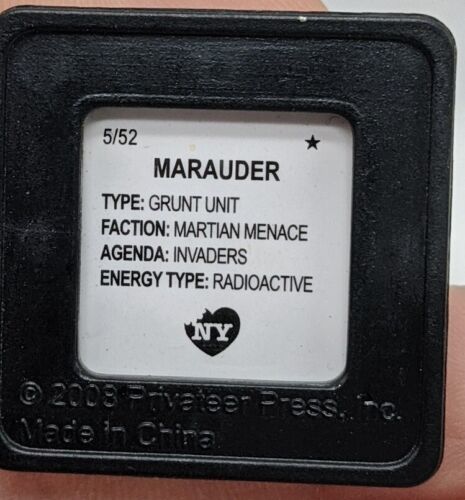 5/52 ★
MARAUDER
TYPE: GRUNT UNIT
FACTION: MARTIAN MENACE
AGENDA: INVADERS
ENERGY TYPE: RADIOACTIVE
NY
© 2008 Privateer Press, Inc.
Made in China